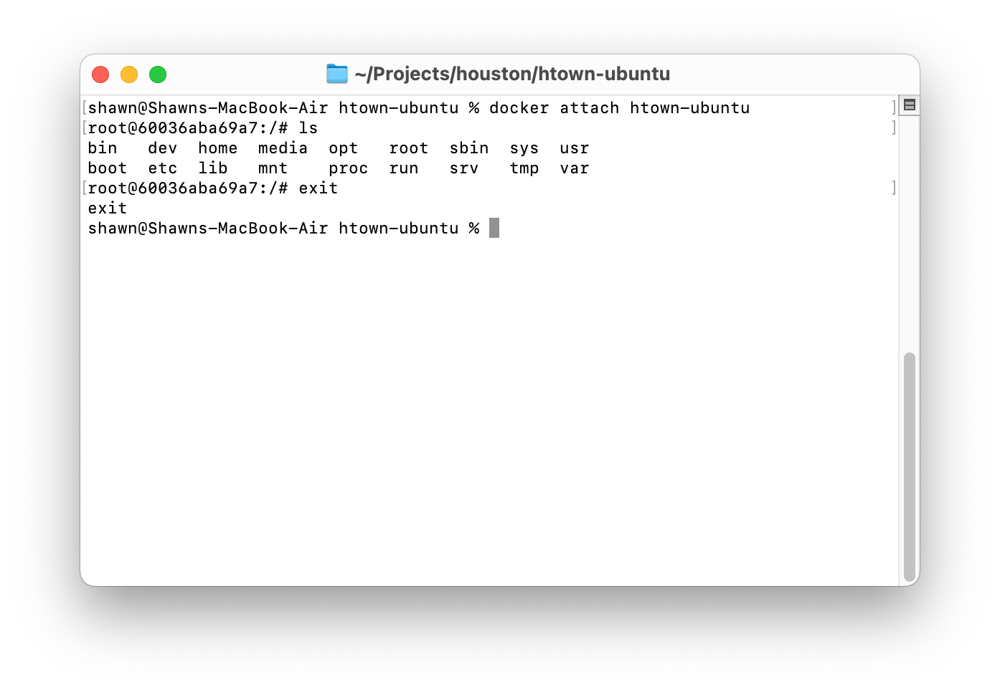 ~/Projects/houston/htown-ubuntu
[shawn@Shawns-MacBook-Air htown-ubuntu % docker attach htown-ubuntu ]
[root@60036aba69a7:/# ls ]
bin dev home media opt root sbin sys usr
boot etc lib mnt proc run srv tmp var
[root@60036aba69a7:/# exit ]
exit
shawn@Shawns-MacBook-Air htown-ubuntu %